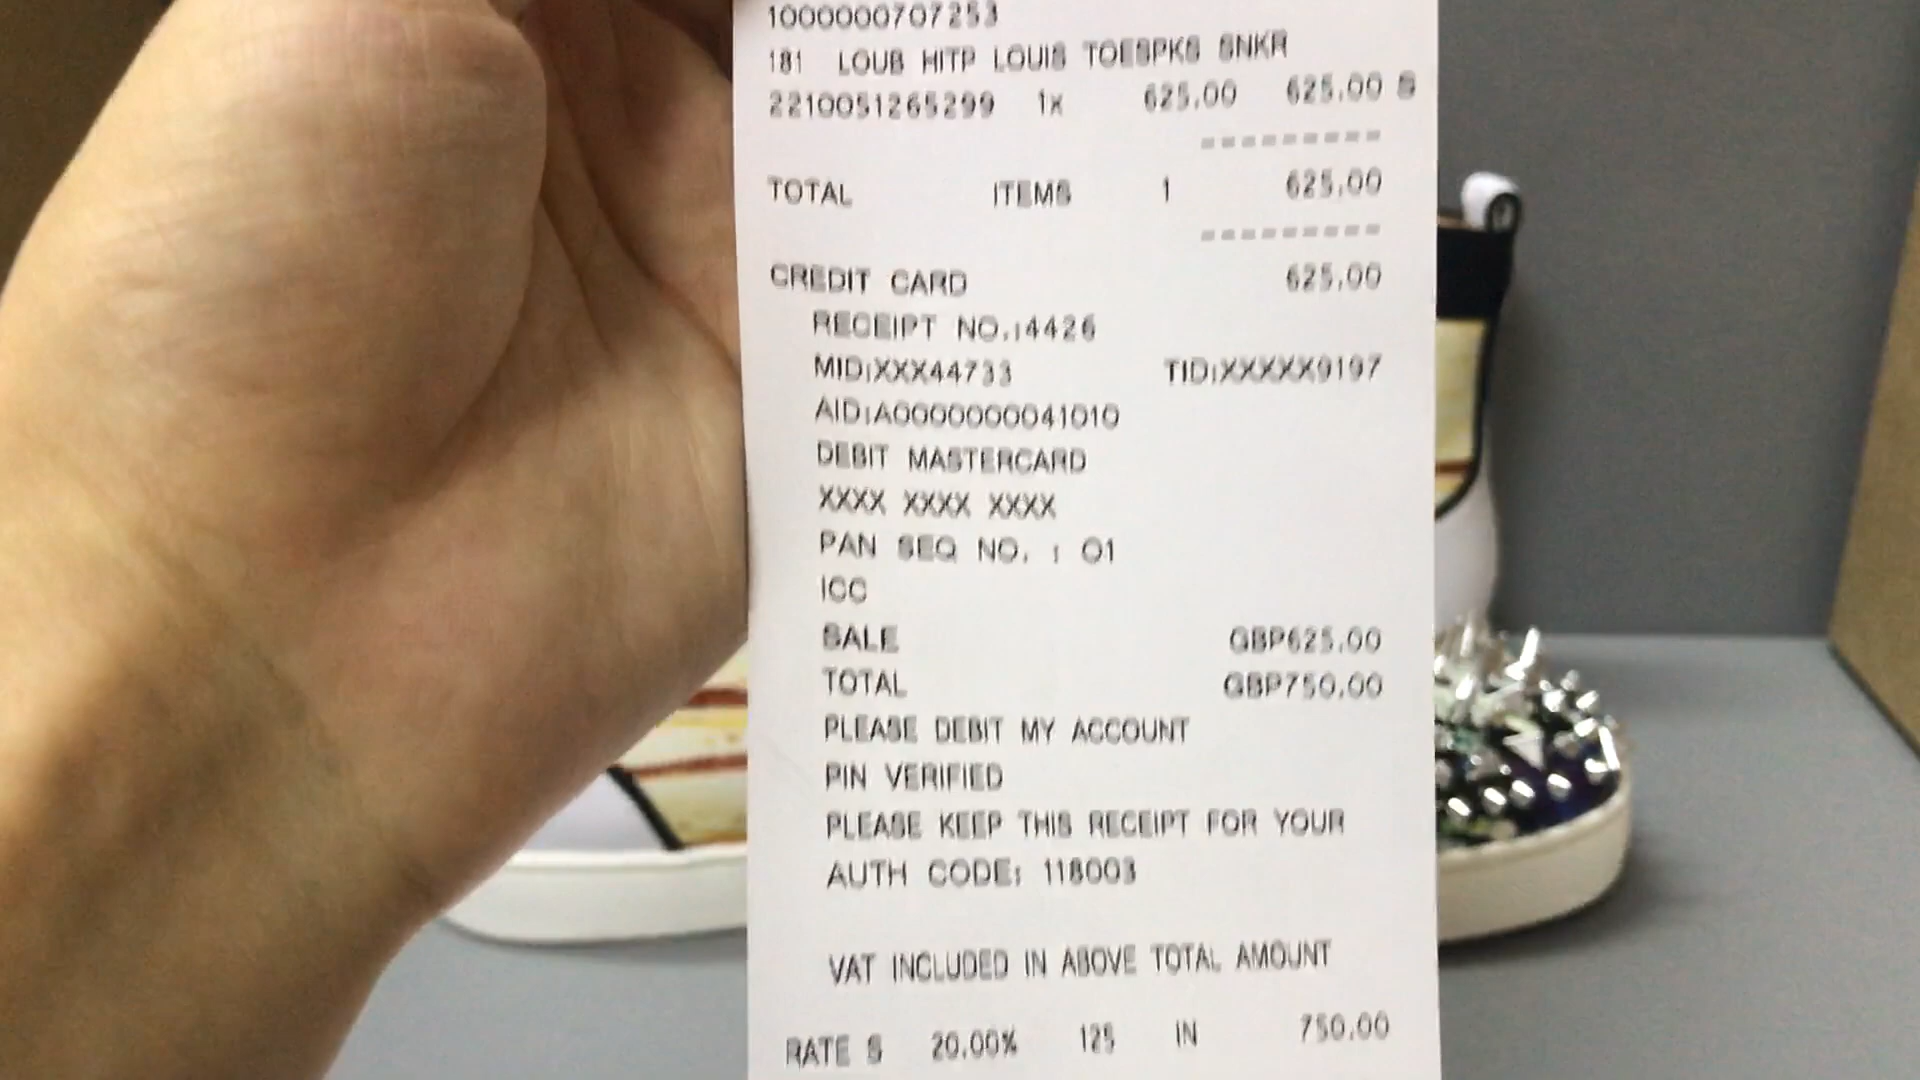 1000000707253
181 LOUB HITP LOUIS TOESPKS SNKR
2210051265299 1x 625.00 625.00 S
---------
TOTAL ITEMS 1 625.00
---------
CREDIT CARD 625.00
RECEIPT NO.:4426
MID:XXX44733 TID:XXXXX9197
AID:A0000000041010
DEBIT MASTERCARD
XXXX XXXX XXXX
PAN SEQ NO. : 01
ICC
SALE GBP625.00
TOTAL GBP750.00
PLEASE DEBIT MY ACCOUNT
PIN VERIFIED
PLEASE KEEP THIS RECEIPT FOR YOUR
AUTH CODE: 118003
VAT INCLUDED IN ABOVE TOTAL AMOUNT
RATE S 20.00% 125 IN 750.00